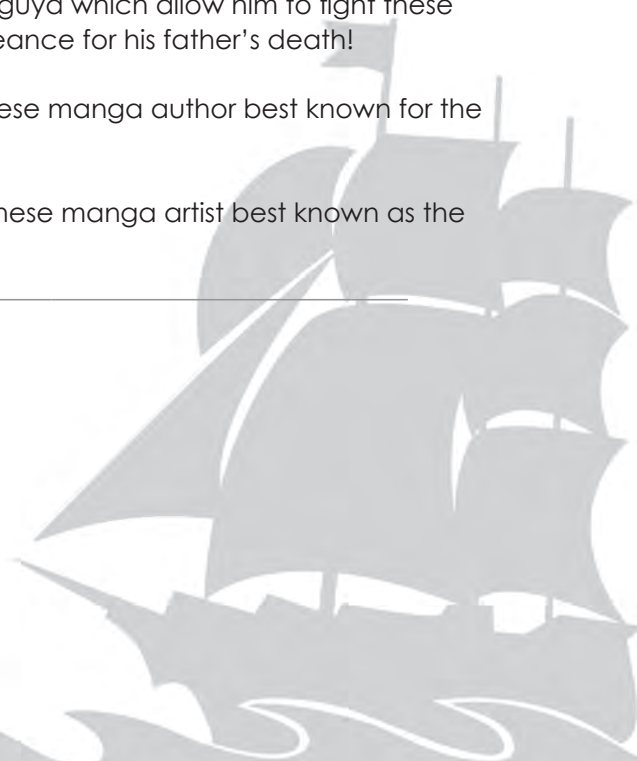 guya which allow him to fight these
eance for his father's death!
ese manga author best known for the
nese manga artist best known as the